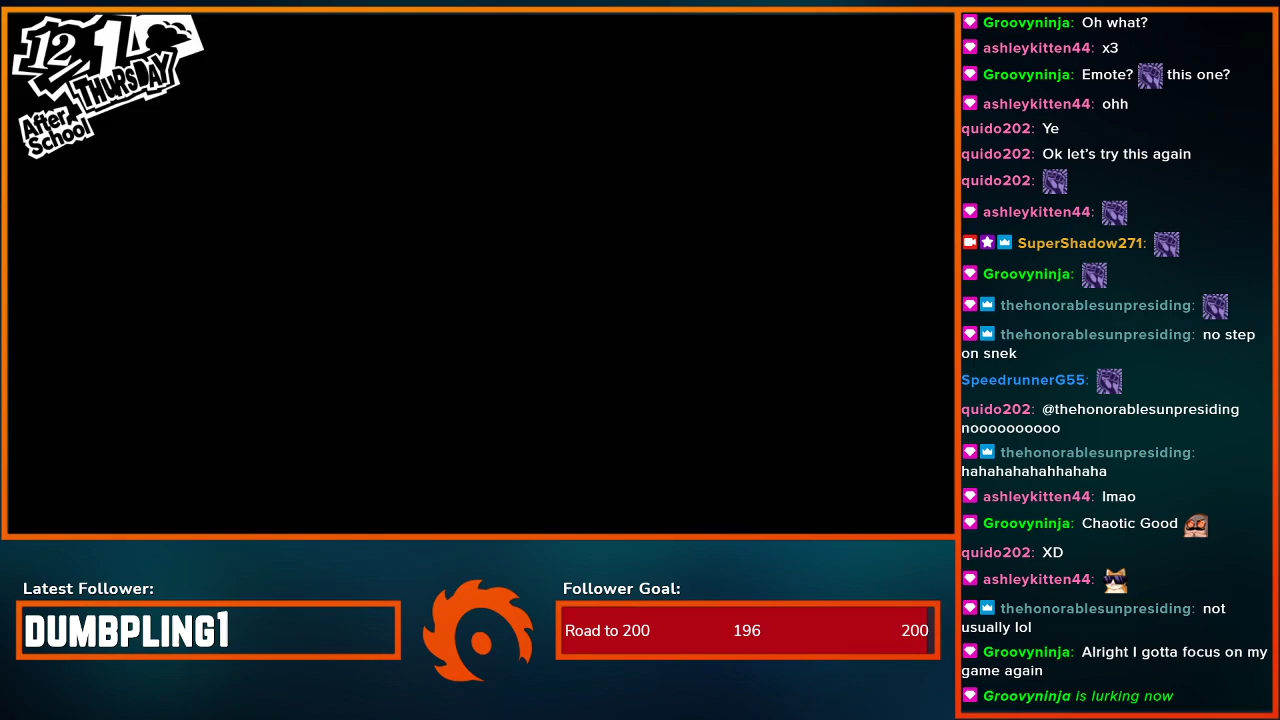 12 1
THURSDAY
After School
Latest Follower:
DUMBPLING1
Follower Goal:
Road to 200 196 200
Groovyninja: Oh what?
ashleykitten44: x3
Groovyninja: Emote? this one?
ashleykitten44: ohh
quido202: Ye
quido202: Ok let's try this again
quido202:
ashleykitten44:
SuperShadow271:
Groovyninja:
thehonorablesunpresiding:
thehonorablesunpresiding: no step
on snek
SpeedrunnerG55:
quido202: @thehonorablesunpresiding
noooooooooo
thehonorablesunpresiding:
hahahahahahhahaha
ashleykitten44: lmao
Groovyninja: Chaotic Good
quido202: XD
ashleykitten44:
thehonorablesunpresiding: not
usually lol
Groovyninja: Alright I gotta focus on my
game again
Groovyninja is lurking now